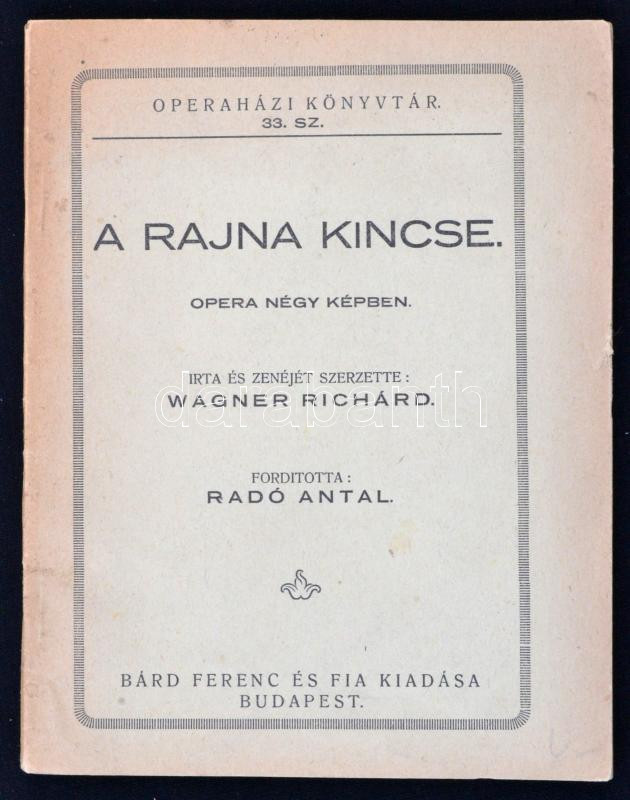 OPERAHÁZI KÖNYVTÁR.
33. SZ.
A RAJNA KINCSE.
OPERA NÉGY KÉPBEN.
IRTA ÉS ZENÉJÉT SZERZETTE:
WAGNER RICHÁRD.
darabanth
FORDITOTTA:
RADÓ ANTAL.
BÁRD FERENC ÉS FIA KIADÁSA
BUDAPEST.